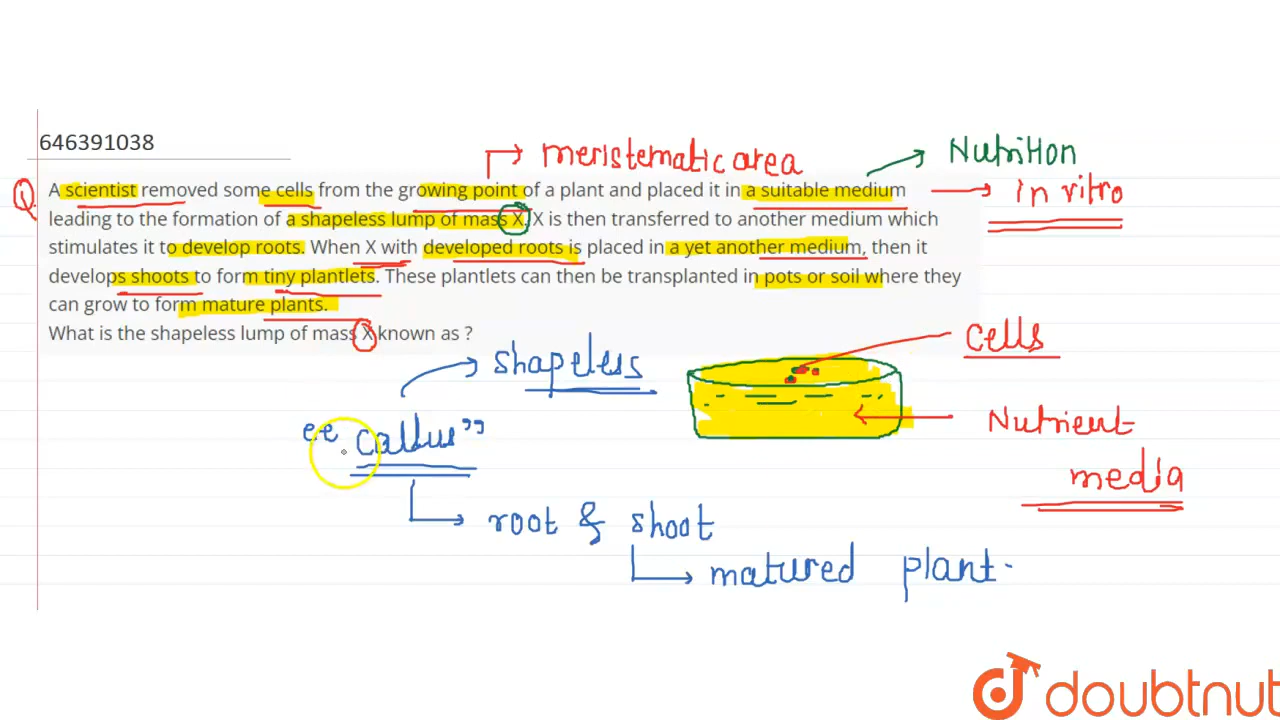 646391038
meristematic area
Nutrition
Q
A scientist removed some cells from the growing point of a plant and placed it in a suitable medium
in vitro
leading to the formation of a shapeless lump of mass X. X is then transferred to another medium which
stimulates it to develop roots. When X with developed roots is placed in a yet another medium, then it
develops shoots to form tiny plantlets. These plantlets can then be transplanted in pots or soil where they
can grow to form mature plants.
What is the shapeless lump of mass X known as ?
cells
shapeless
Nutrient
"callus"
media
root & shoot
matured plant.
doubtnut